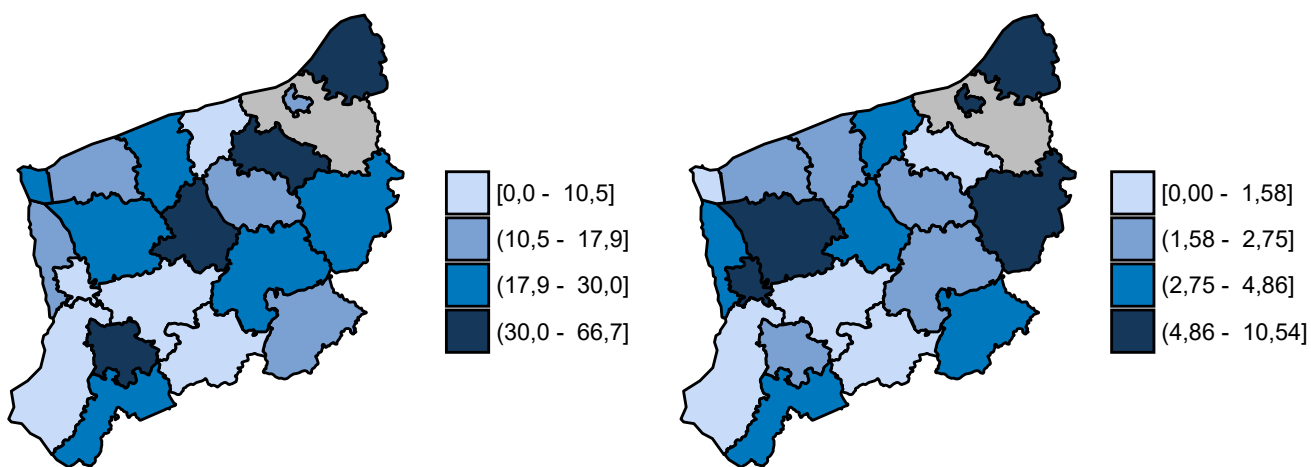 [0,0 - 10,5]
(10,5 - 17,9]
(17,9 - 30,0]
(30,0 - 66,7]
[0,00 - 1,58]
(1,58 - 2,75]
(2,75 - 4,86]
(4,86 - 10,54]